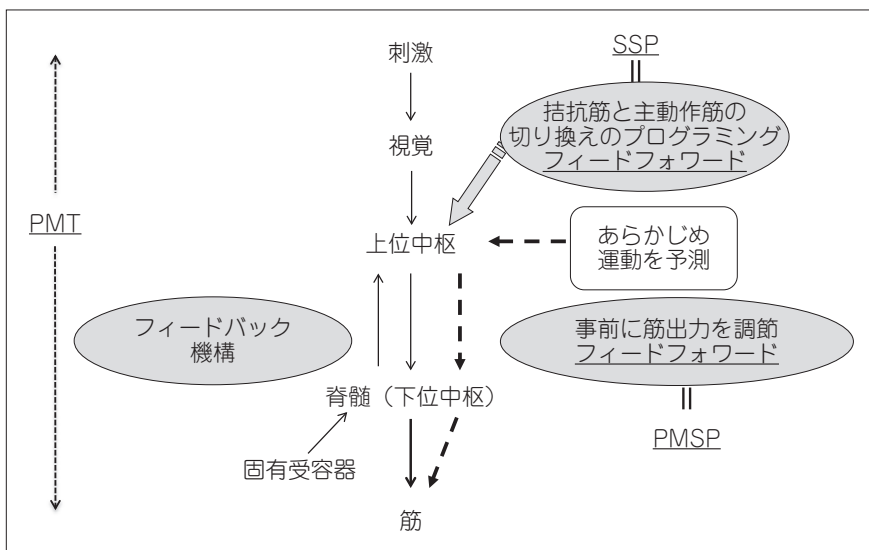 刺激
SSP
拮抗筋と主動作筋の
切り換えのプログラミング
フィードフォワード
視覚
PMT
上位中枢
あらかじめ
運動を予測
フィードバック
機構
事前に筋出力を調節
フィードフォワード
脊髄（下位中枢）
PMSP
固有受容器
筋